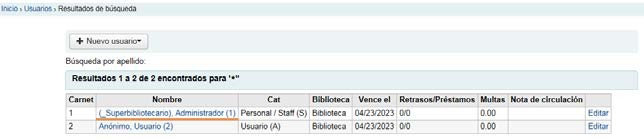 Inicio › Usuarios › Resultados de búsqueda
+ Nuevo usuario
Búsqueda por apellido:
Resultados 1 a 2 de 2 encontrados para '*'
Carnet Nombre Cat Biblioteca Vence el Retrasos/Préstamos Multas Nota de circulación
1 (_Superbibliotecario), Administrador (1) Personal / Staff (S) Biblioteca 04/23/2023 0/0 0.00 Editar
2 Anónimo, Usuario (2) Usuario (A) Biblioteca 04/23/2023 0/0 0.00 Editar